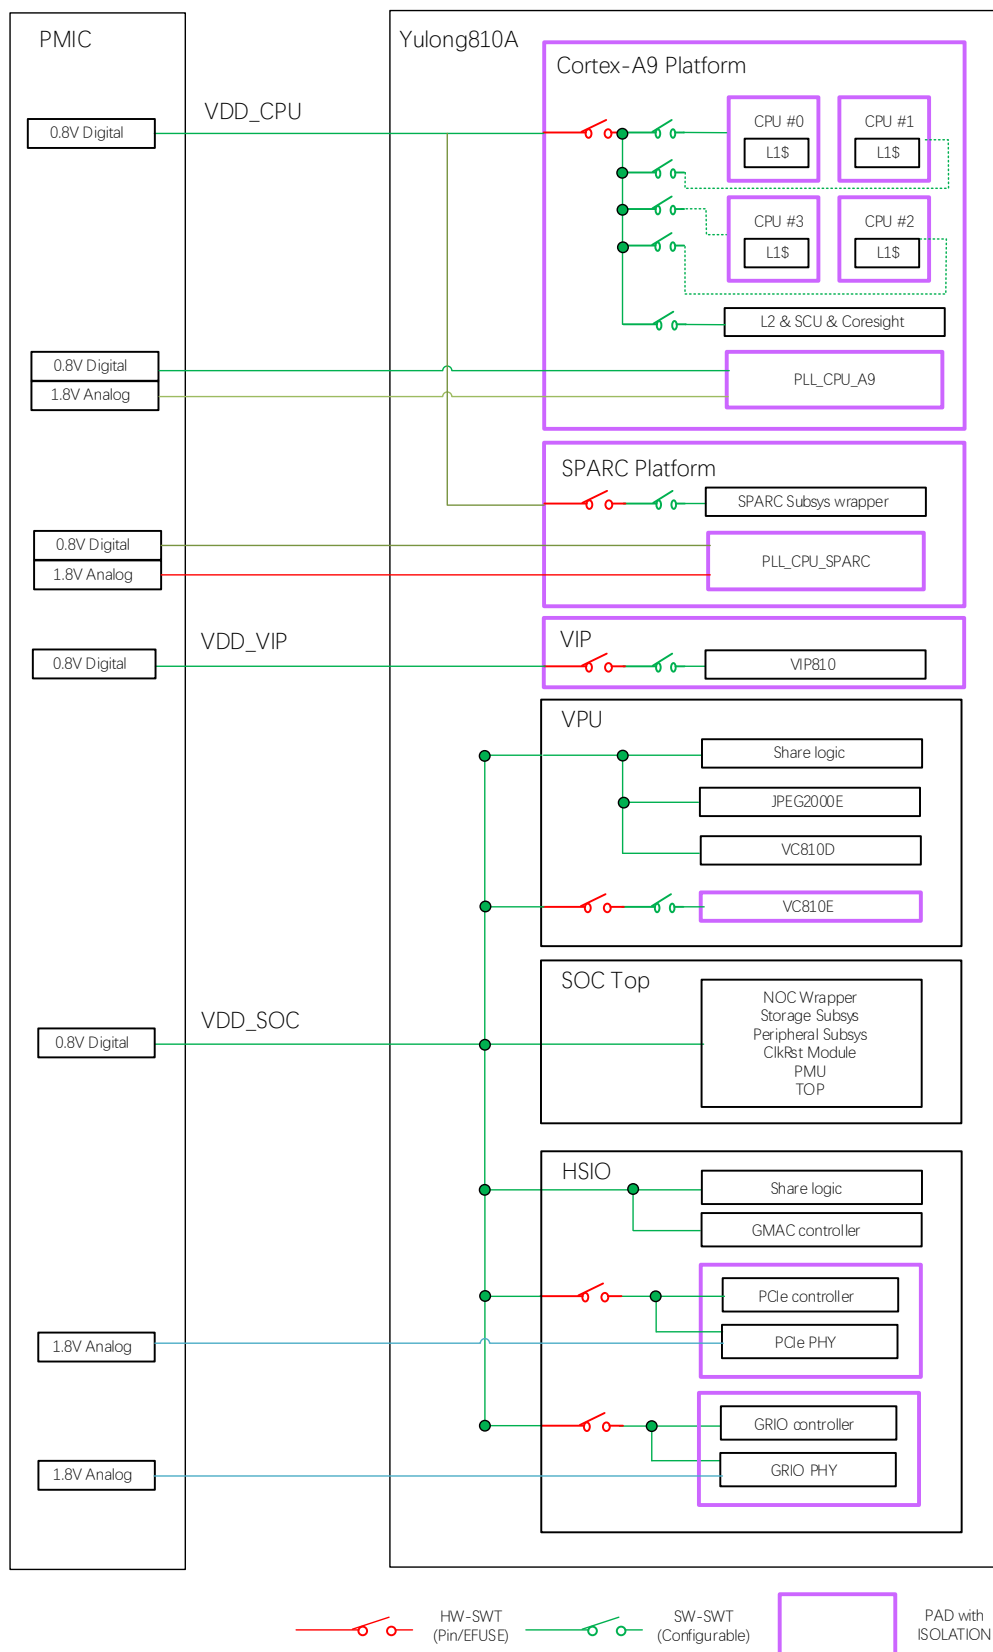 PMIC
Yulong810A
Cortex-A9 Platform
VDD_CPU
0.8V Digital
CPU #0
L1$
CPU #1
L1$
CPU #3
L1$
CPU #2
L1$
L2 & SCU & Coresight
0.8V Digital
1.8V Analog
PLL_CPU_A9
SPARC Platform
SPARC Subsys wrapper
0.8V Digital
1.8V Analog
PLL_CPU_SPARC
VDD_VIP
VIP
0.8V Digital
VIP810
VPU
Share logic
JPEG2000E
VC810D
VC810E
SOC Top
VDD_SOC
0.8V Digital
NOC Wrapper
Storage Subsys
Peripheral Subsys
ClkRst Module
PMU
TOP
HSIO
Share logic
GMAC controller
PCIe controller
1.8V Analog
PCIe PHY
GRIO controller
1.8V Analog
GRIO PHY
HW-SWT
(Pin/EFUSE)
SW-SWT
(Configurable)
PAD with
ISOLATION